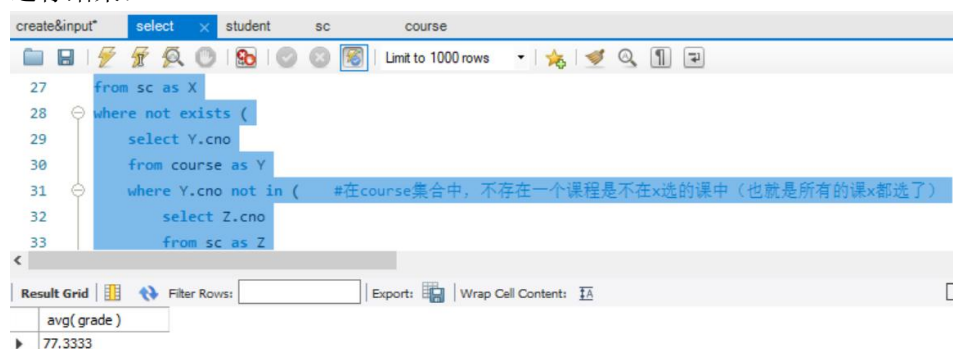 create&input*
select
student
sc
course
Limit to 1000 rows
27 from sc as X
28 where not exists (
29 select Y.cno
30 from course as Y
31 where Y.cno not in ( #在course集合中，不存在一个课程是不在x选的课中（也就是所有的课x都选了）
32 select Z.cno
33 from sc as Z
Result Grid Filter Rows: Export: Wrap Cell Content:
avg( grade )
77.3333